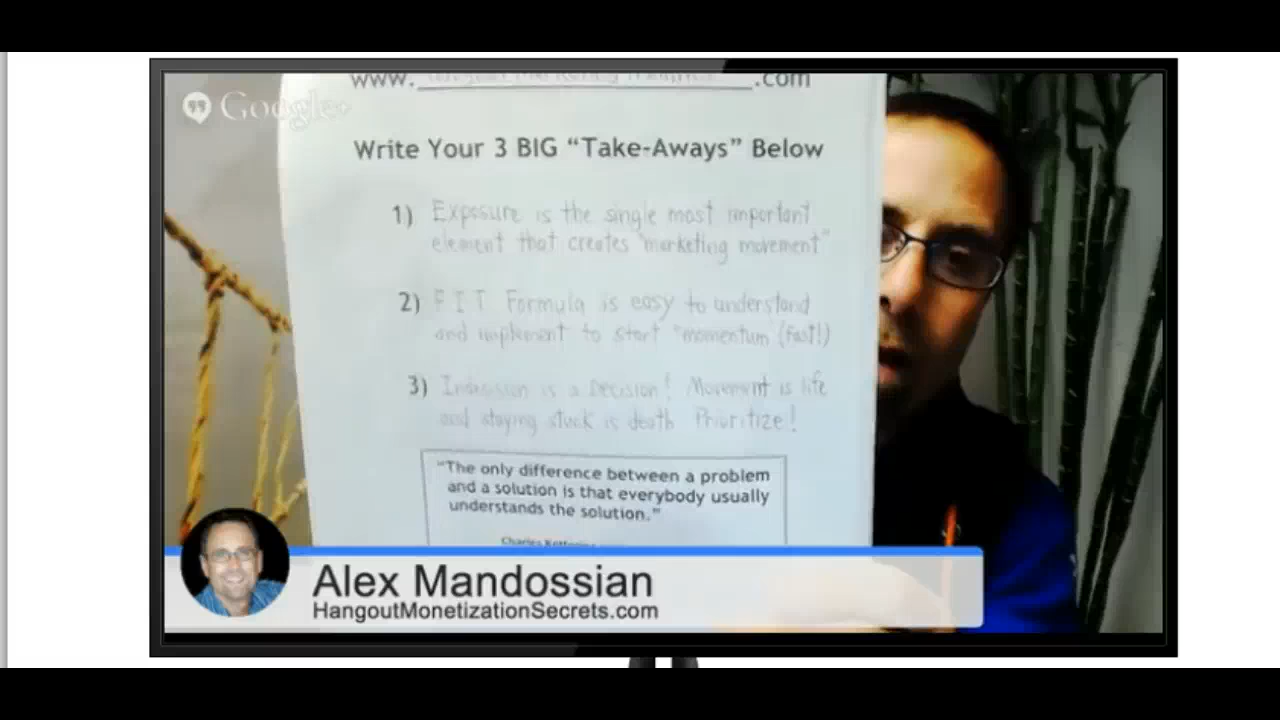 www. .com
Google+
Write Your 3 BIG “Take-Aways” Below
1) Exposure is the single most important
element that creates "marketing movement"
2) F I T Formula is easy to understand
and implement to start "momentum (fast!)
3) Indecision is a Decision! Movement is life
and staying stuck is death Prioritize!
“The only difference between a problem
and a solution is that everybody usually
understands the solution.”
Charles Kettering
Alex Mandossian
HangoutMonetizationSecrets.com